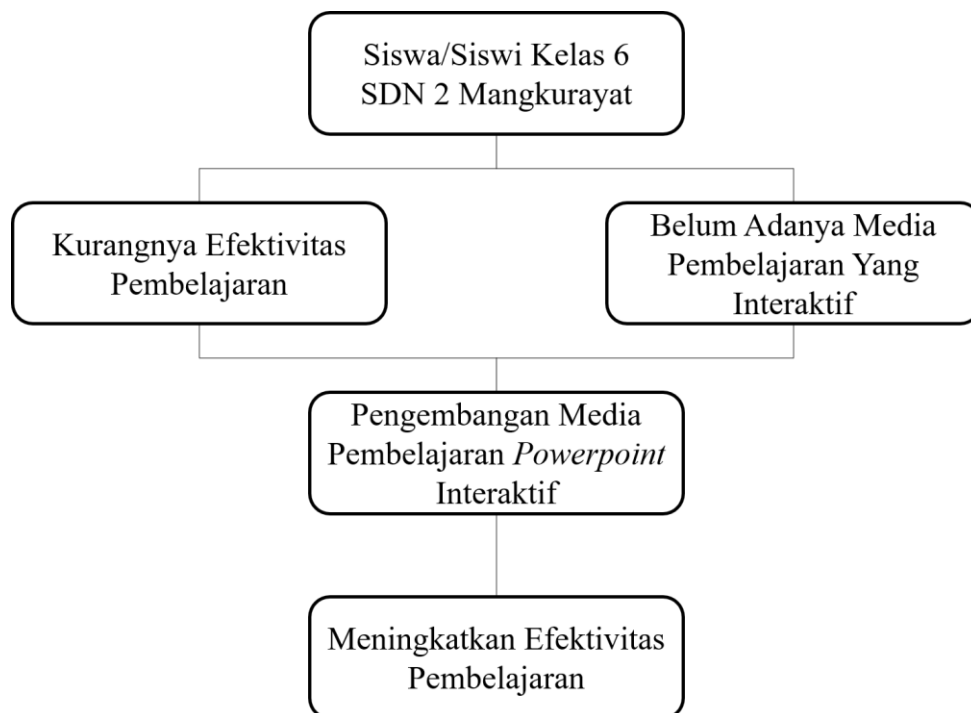 Siswa/Siswi Kelas 6
SDN 2 Mangkurayat
Kurangnya Efektivitas
Pembelajaran
Belum Adanya Media
Pembelajaran Yang
Interaktif
Pengembangan Media
Pembelajaran Powerpoint
Interaktif
Meningkatkan Efektivitas
Pembelajaran